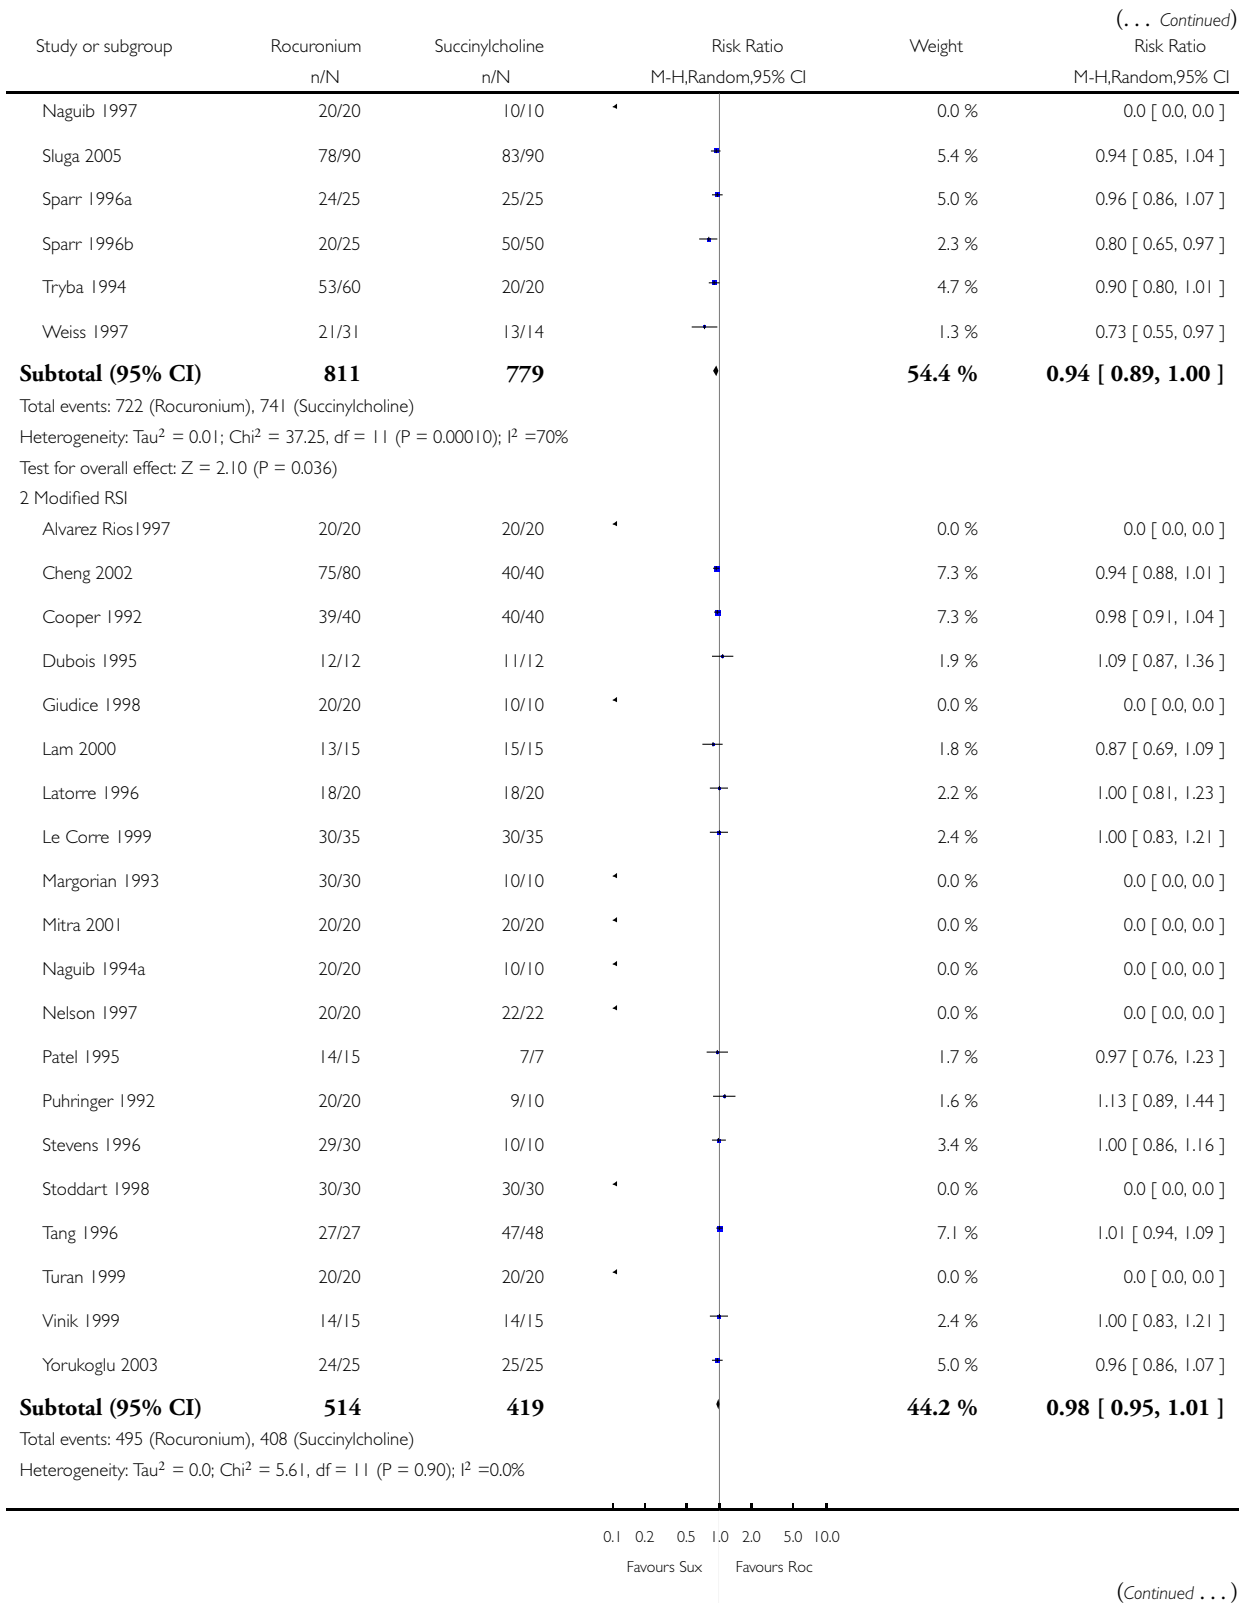 (... Continued)
Study or subgroup Rocuronium Succinylcholine Risk Ratio Weight Risk Ratio
n/N n/N M-H,Random,95% CI M-H,Random,95% CI
Naguib 1997 20/20 10/10 0.0 % 0.0 [ 0.0, 0.0 ]
Sluga 2005 78/90 83/90 5.4 % 0.94 [ 0.85, 1.04 ]
Sparr 1996a 24/25 25/25 5.0 % 0.96 [ 0.86, 1.07 ]
Sparr 1996b 20/25 50/50 2.3 % 0.80 [ 0.65, 0.97 ]
Tryba 1994 53/60 20/20 4.7 % 0.90 [ 0.80, 1.01 ]
Weiss 1997 21/31 13/14 1.3 % 0.73 [ 0.55, 0.97 ]
Subtotal (95% CI) 811 779 54.4 % 0.94 [ 0.89, 1.00 ]
Total events: 722 (Rocuronium), 741 (Succinylcholine)
Heterogeneity: Tau² = 0.01; Chi² = 37.25, df = 11 (P = 0.00010); I² =70%
Test for overall effect: Z = 2.10 (P = 0.036)
2 Modified RSI
Alvarez Rios1997 20/20 20/20 0.0 % 0.0 [ 0.0, 0.0 ]
Cheng 2002 75/80 40/40 7.3 % 0.94 [ 0.88, 1.01 ]
Cooper 1992 39/40 40/40 7.3 % 0.98 [ 0.91, 1.04 ]
Dubois 1995 12/12 11/12 1.9 % 1.09 [ 0.87, 1.36 ]
Giudice 1998 20/20 10/10 0.0 % 0.0 [ 0.0, 0.0 ]
Lam 2000 13/15 15/15 1.8 % 0.87 [ 0.69, 1.09 ]
Latorre 1996 18/20 18/20 2.2 % 1.00 [ 0.81, 1.23 ]
Le Corre 1999 30/35 30/35 2.4 % 1.00 [ 0.83, 1.21 ]
Margorian 1993 30/30 10/10 0.0 % 0.0 [ 0.0, 0.0 ]
Mitra 2001 20/20 20/20 0.0 % 0.0 [ 0.0, 0.0 ]
Naguib 1994a 20/20 10/10 0.0 % 0.0 [ 0.0, 0.0 ]
Nelson 1997 20/20 22/22 0.0 % 0.0 [ 0.0, 0.0 ]
Patel 1995 14/15 7/7 1.7 % 0.97 [ 0.76, 1.23 ]
Puhringer 1992 20/20 9/10 1.6 % 1.13 [ 0.89, 1.44 ]
Stevens 1996 29/30 10/10 3.4 % 1.00 [ 0.86, 1.16 ]
Stoddart 1998 30/30 30/30 0.0 % 0.0 [ 0.0, 0.0 ]
Tang 1996 27/27 47/48 7.1 % 1.01 [ 0.94, 1.09 ]
Turan 1999 20/20 20/20 0.0 % 0.0 [ 0.0, 0.0 ]
Vinik 1999 14/15 14/15 2.4 % 1.00 [ 0.83, 1.21 ]
Yorukoglu 2003 24/25 25/25 5.0 % 0.96 [ 0.86, 1.07 ]
Subtotal (95% CI) 514 419 44.2 % 0.98 [ 0.95, 1.01 ]
Total events: 495 (Rocuronium), 408 (Succinylcholine)
Heterogeneity: Tau² = 0.0; Chi² = 5.61, df = 11 (P = 0.90); I² =0.0%
0.1 0.2 0.5 1.0 2.0 5.0 10.0
Favours Sux Favours Roc
(Continued ...)